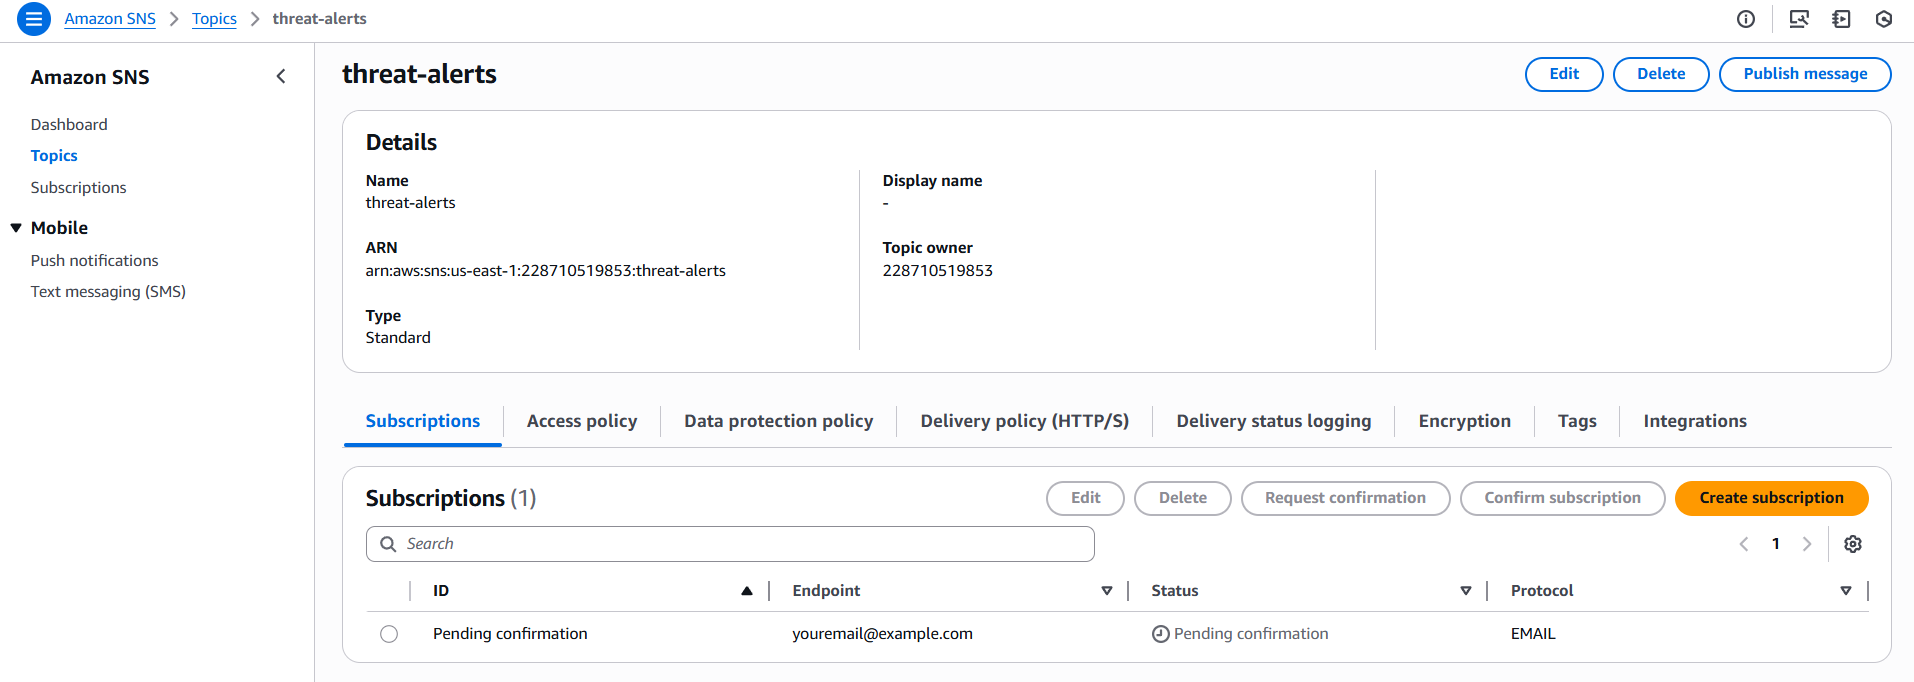 Amazon SNS > Topics > threat-alerts
Amazon SNS
Dashboard
Topics
Subscriptions
Mobile
Push notifications
Text messaging (SMS)
threat-alerts
Edit
Delete
Publish message
Details
Name
threat-alerts
ARN
arn:aws:sns:us-east-1:228710519853:threat-alerts
Type
Standard
Display name
-
Topic owner
228710519853
Subscriptions
Access policy
Data protection policy
Delivery policy (HTTP/S)
Delivery status logging
Encryption
Tags
Integrations
Subscriptions (1)
Edit
Delete
Request confirmation
Confirm subscription
Create subscription
Search
1
ID
Endpoint
Status
Protocol
Pending confirmation
youremail@example.com
Pending confirmation
EMAIL